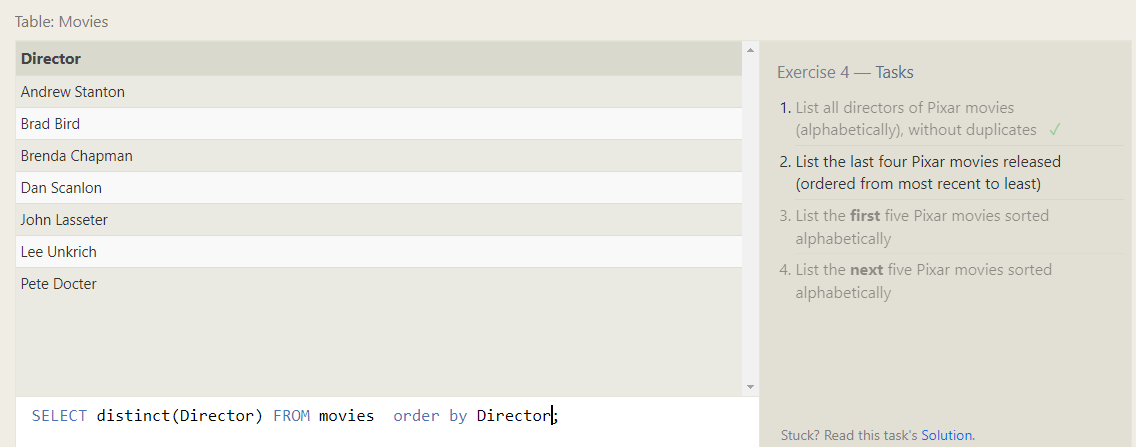 Table: Movies
Director
Andrew Stanton
Brad Bird
Brenda Chapman
Dan Scanlon
John Lasseter
Lee Unkrich
Pete Docter
SELECT distinct(Director) FROM movies  order by Director;
Exercise 4 — Tasks
1. List all directors of Pixar movies
(alphabetically), without duplicates ✓
2. List the last four Pixar movies released
(ordered from most recent to least)
3. List the first five Pixar movies sorted
alphabetically
4. List the next five Pixar movies sorted
alphabetically
Stuck? Read this task's Solution.